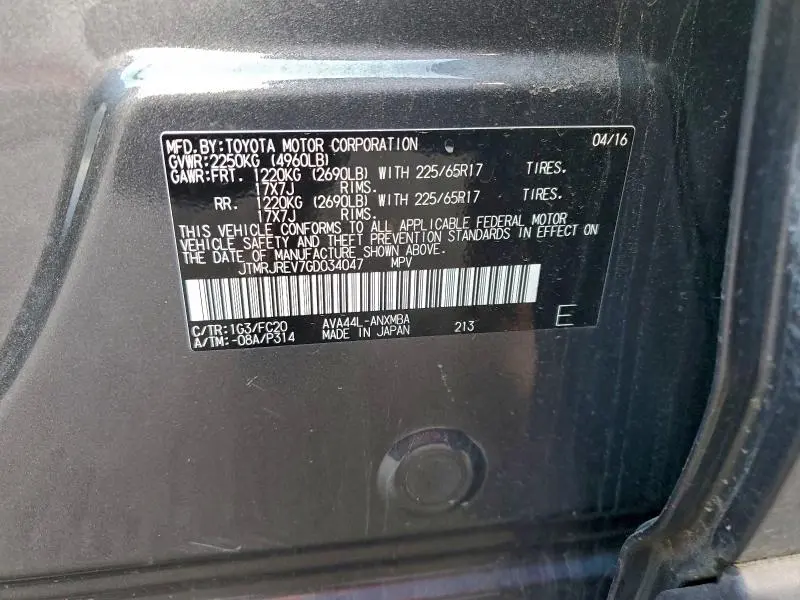 MFD.BY:TOYOTA MOTOR CORPORATION 04/16
GVWR:2250KG (4960LB)
GAWR:FRT. 1220KG (2690LB) WITH 225/65R17 TIRES.
17X7J RIMS.
RR. 1220KG (2690LB) WITH 225/65R17 TIRES.
17X7J RIMS.
THIS VEHICLE CONFORMS TO ALL APPLICABLE FEDERAL MOTOR
VEHICLE SAFETY AND THEFT PREVENTION STANDARDS IN EFFECT ON
THE DATE OF MANUFACTURE SHOWN ABOVE.
JTMRJREV7GD034047 MPV
C/TR:1G3/FC20 AVA44L-ANXMBA
A/TM:-08A/P314 MADE IN JAPAN 213 E